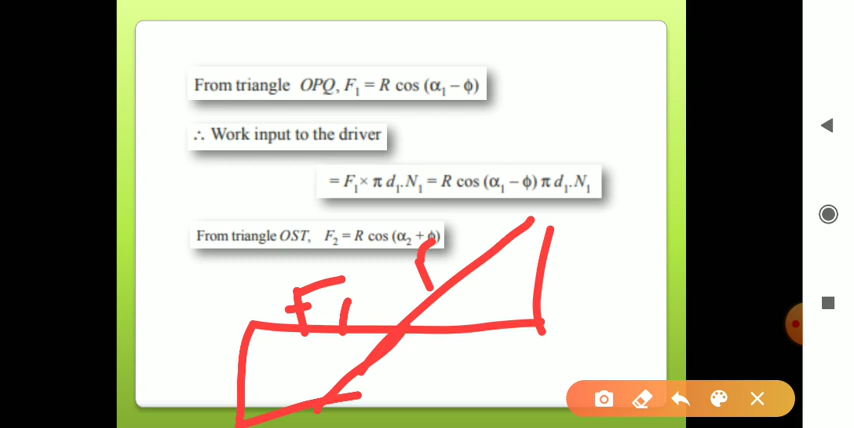 From triangle OPQ, F₁ = R cos (α₁ – ϕ)
∴ Work input to the driver
= F₁ × π d₁.N₁ = R cos (α₁ – ϕ) π d₁.N₁
From triangle OST, F₂ = R cos (α₂ + ϕ)
F₁